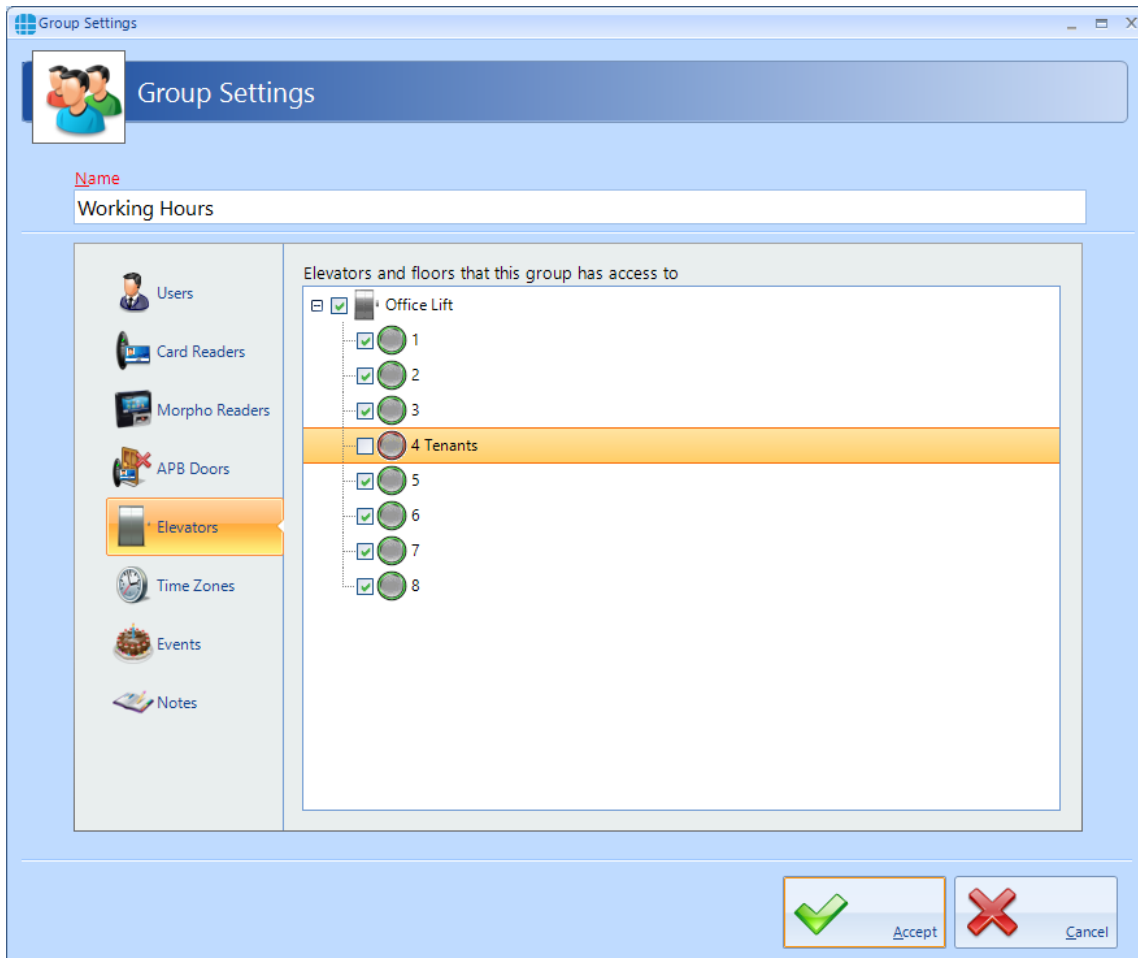 Group Settings
Group Settings
Name
Working Hours
Users
Card Readers
Morpho Readers
APB Doors
Elevators
Time Zones
Events
Notes
Elevators and floors that this group has access to
Office Lift
1
2
3
4 Tenants
5
6
7
8
Accept
Cancel